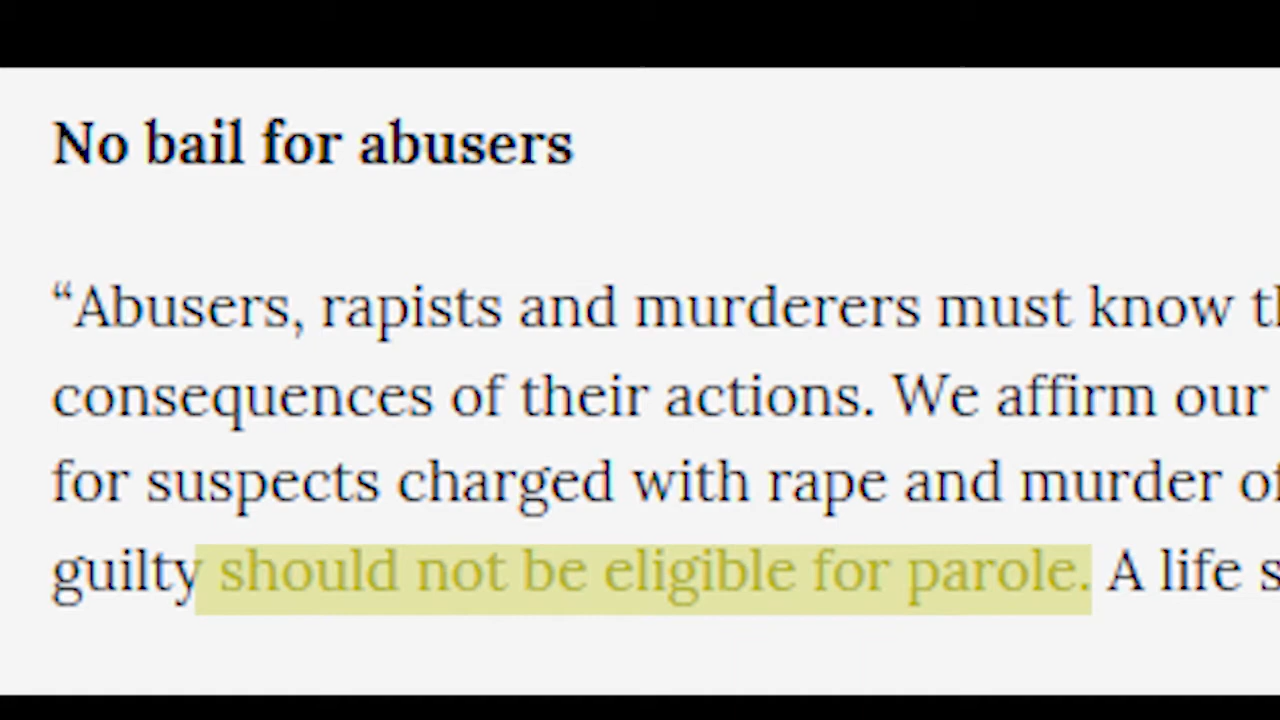 No bail for abusers
“Abusers, rapists and murderers must know
consequences of their actions. We affirm our
for suspects charged with rape and murder
guilty should not be eligible for parole. A life